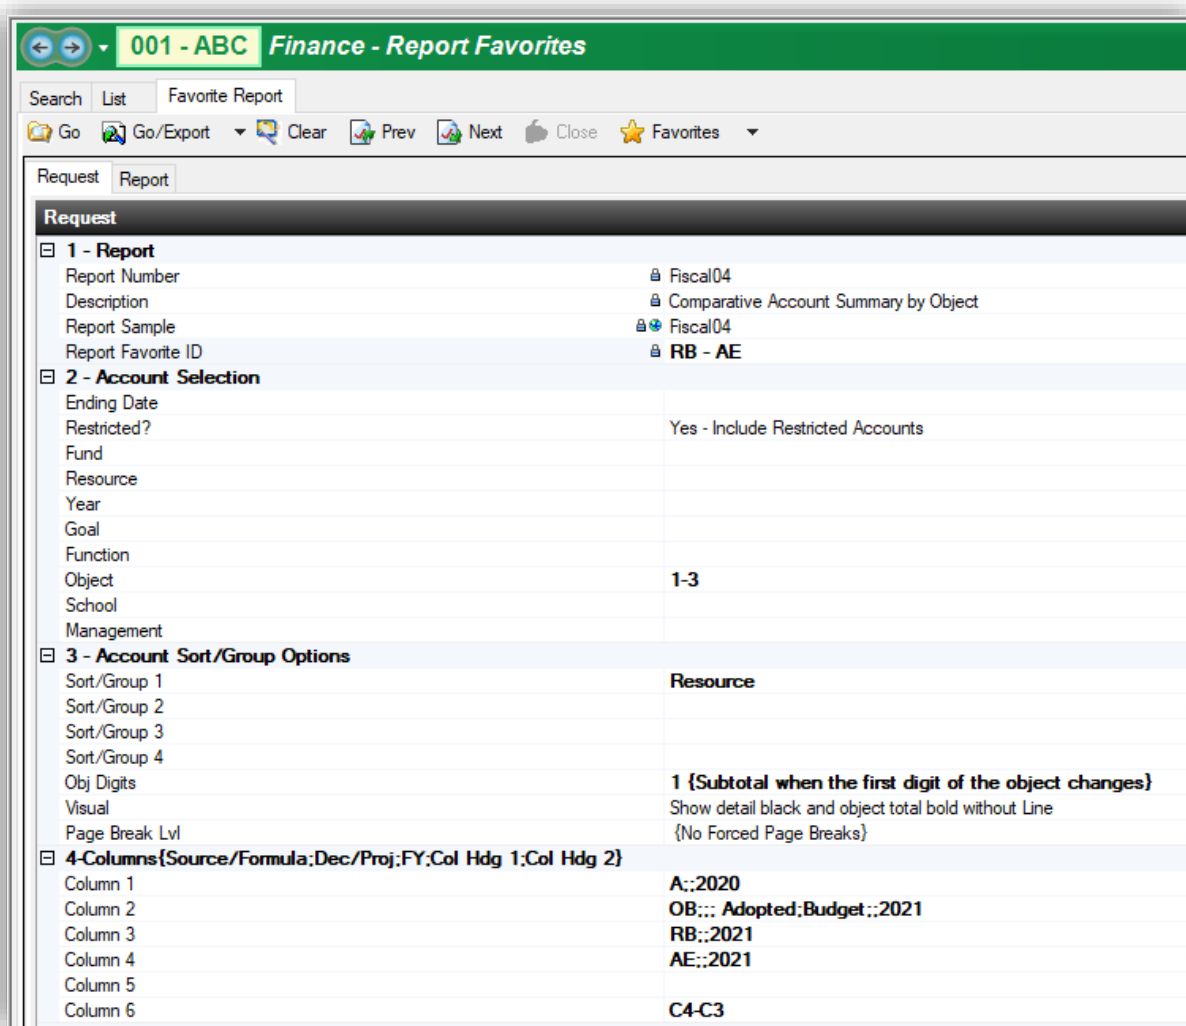 001 - ABC Finance - Report Favorites
Search List Favorite Report
Go Go/Export Clear Prev Next Close Favorites
Request Report
Request
1 - Report
Report Number Fiscal04
Description Comparative Account Summary by Object
Report Sample Fiscal04
Report Favorite ID RB - AE
2 - Account Selection
Ending Date
Restricted? Yes - Include Restricted Accounts
Fund
Resource
Year
Goal
Function
Object 1-3
School
Management
3 - Account Sort/Group Options
Sort/Group 1 Resource
Sort/Group 2
Sort/Group 3
Sort/Group 4
Obj Digits 1 {Subtotal when the first digit of the object changes}
Visual Show detail black and object total bold without Line
Page Break Lvl {No Forced Page Breaks}
4-Columns{Source/Formula;Dec/Proj;FY;Col Hdg 1;Col Hdg 2}
Column 1 A;;2020
Column 2 OB;;; Adopted;Budget;;2021
Column 3 RB;;2021
Column 4 AE;;2021
Column 5
Column 6 C4-C3